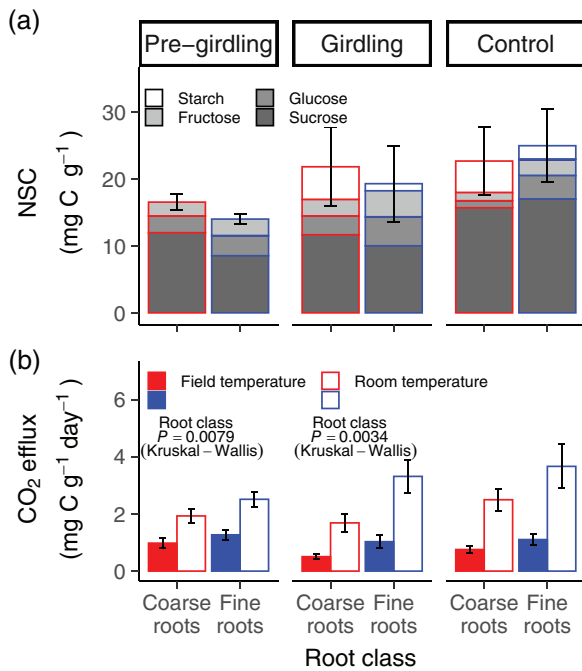 (a)
Pre−girdling
Girdling
Control
Starch
Glucose
Fructose
Sucrose
NSC
(mg C g⁻¹)
30
20
10
0
(b)
Field temperature
Room temperature
Root class
P = 0.0079
(Kruskal − Wallis)
Root class
P = 0.0034
(Kruskal − Wallis)
CO₂ efflux
(mg C g⁻¹ day⁻¹)
6
4
2
0
Coarse
roots
Fine
roots
Coarse
roots
Fine
roots
Coarse
roots
Fine
roots
Root class